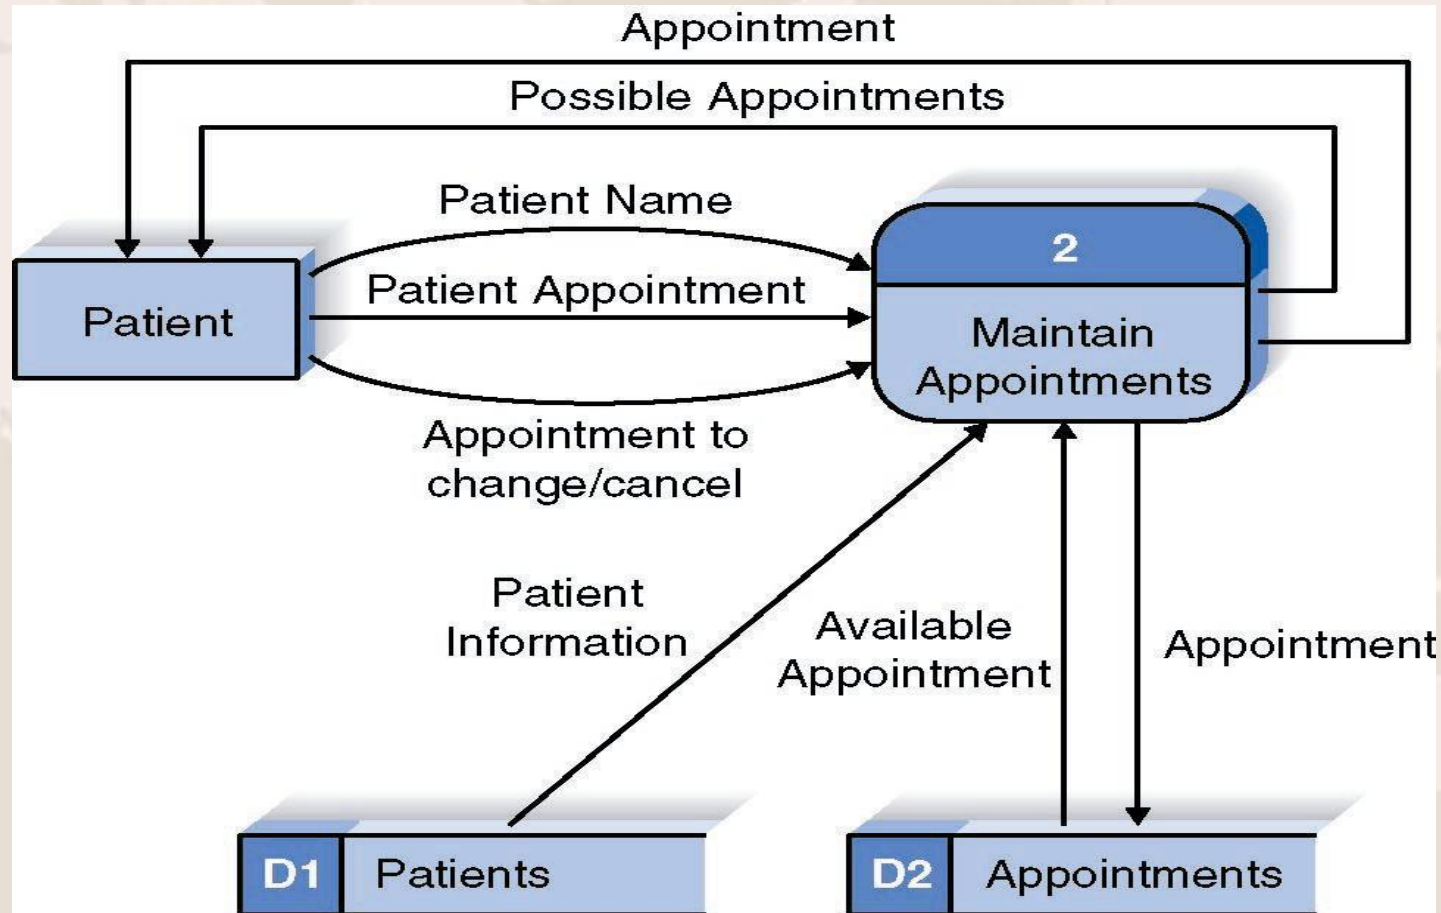 Appointment
Possible Appointments
Patient Name
2
Patient Appointment
Patient
Maintain
Appointments
Appointment to
change/cancel
Patient
Information
Available
Appointment
Appointment
D1 Patients
D2 Appointments